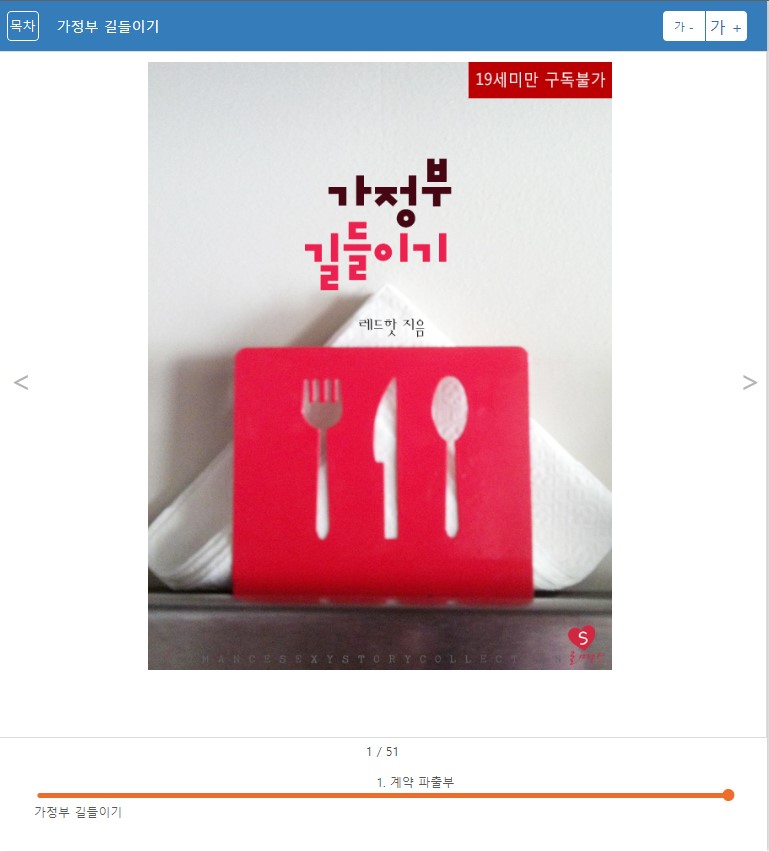 목차
가정부 길들이기
가 -
가 +
19세미만 구독불가
가정부
길들이기
레드핫 지음
<
>
S
1 / 51
1. 계약 파출부
가정부 길들이기